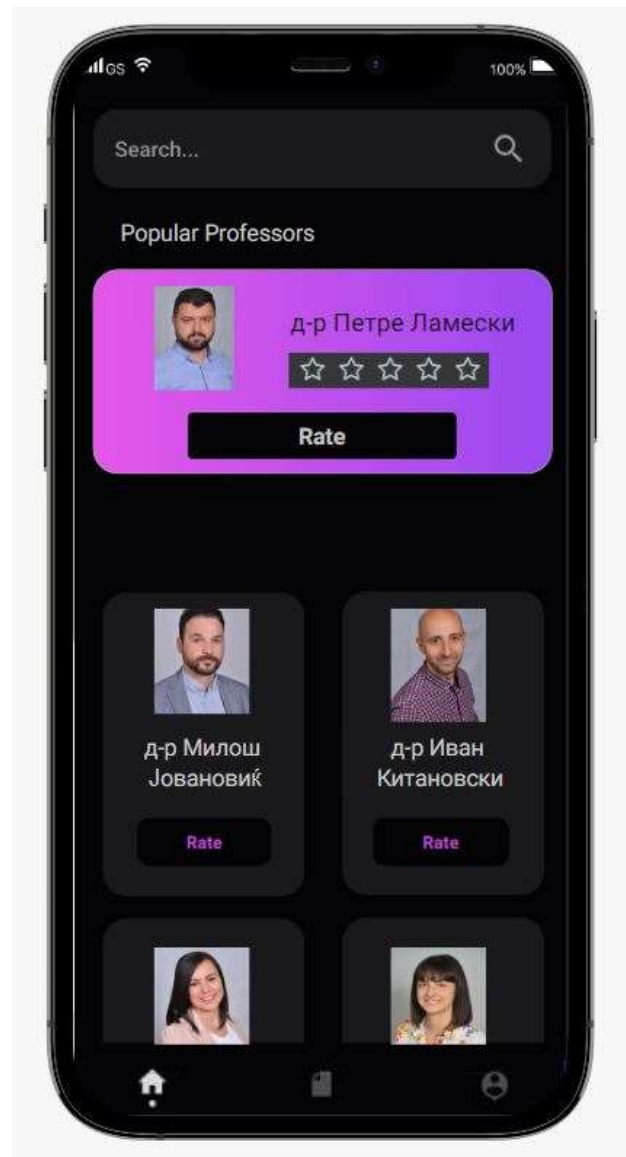 GS
100%
Search...
Popular Professors
д-р Петре Ламески
Rate
д-р Милош
Јовановиќ
д-р Иван
Китановски
Rate
Rate